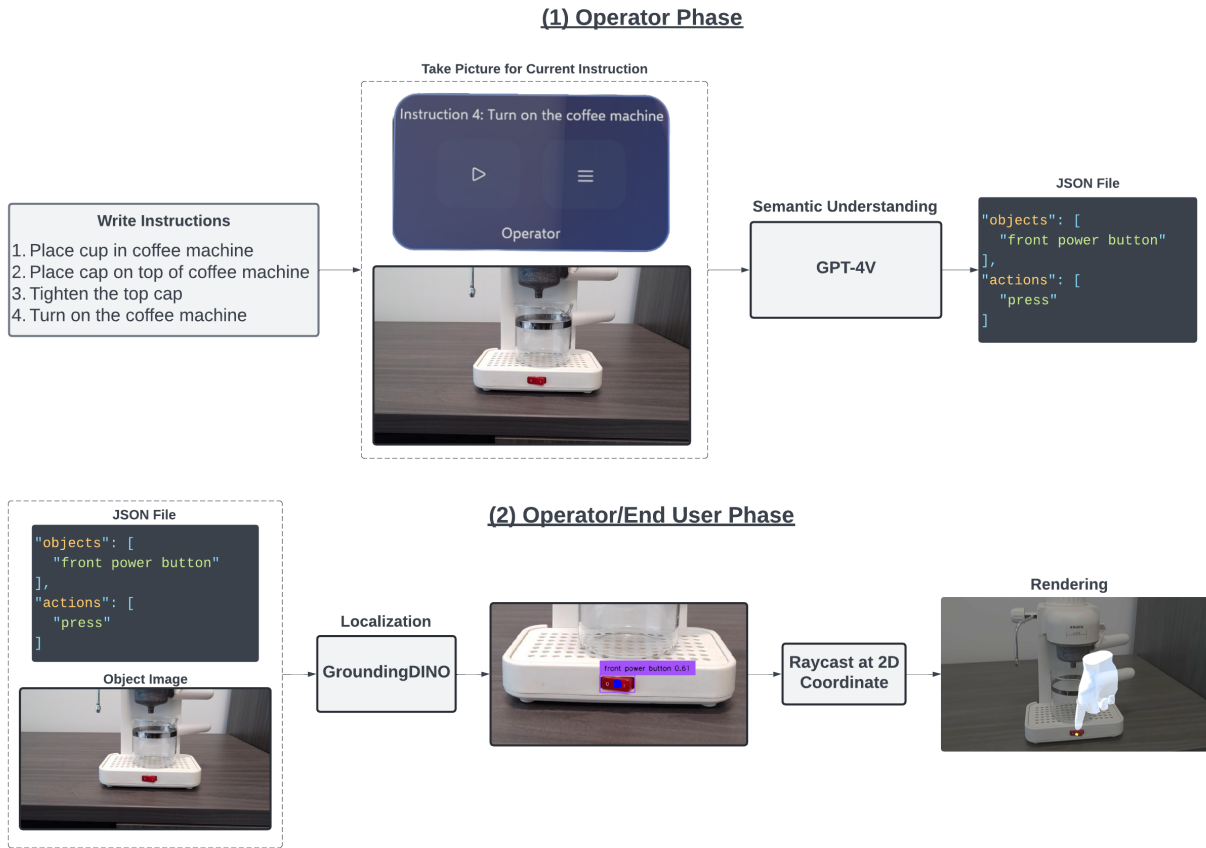 (1) Operator Phase
Take Picture for Current Instruction
Instruction 4: Turn on the coffee machine
Operator
Write Instructions
1. Place cup in coffee machine
2. Place cap on top of coffee machine
3. Tighten the top cap
4. Turn on the coffee machine
Semantic Understanding
GPT-4V
JSON File
"objects": [
"front power button"
],
"actions": [
"press"
]
(2) Operator/End User Phase
JSON File
"objects": [
"front power button"
],
"actions": [
"press"
]
Object Image
Localization
GroundingDINO
front power button 0.61
Raycast at 2D
Coordinate
Rendering